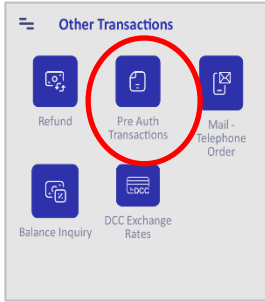 Other Transactions
Refund
Pre Auth
Transactions
Mail -
Telephone
Order
Balance Inquiry
DCC
DCC Exchange
Rates